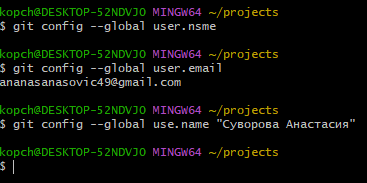 kopch@DESKTOP-52NDVJO MINGW64 ~/projects
$ git config --global user.nsme
kopch@DESKTOP-52NDVJO MINGW64 ~/projects
$ git config --global user.email
ananasanasovic49@gmail.com
kopch@DESKTOP-52NDVJO MINGW64 ~/projects
$ git config --global use.name "Суворова Анастасия"
kopch@DESKTOP-52NDVJO MINGW64 ~/projects
$